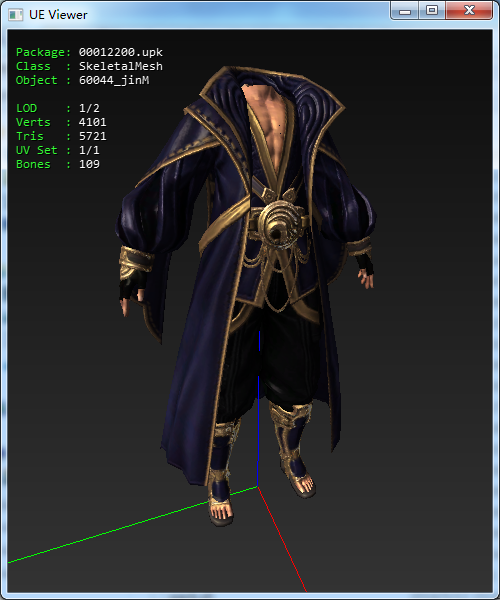 UE Viewer
Package: 00012200.upk
Class  : SkeletalMesh
Object : 60044_jinM
LOD    : 1/2
Verts  : 4101
Tris   : 5721
UV Set : 1/1
Bones  : 109